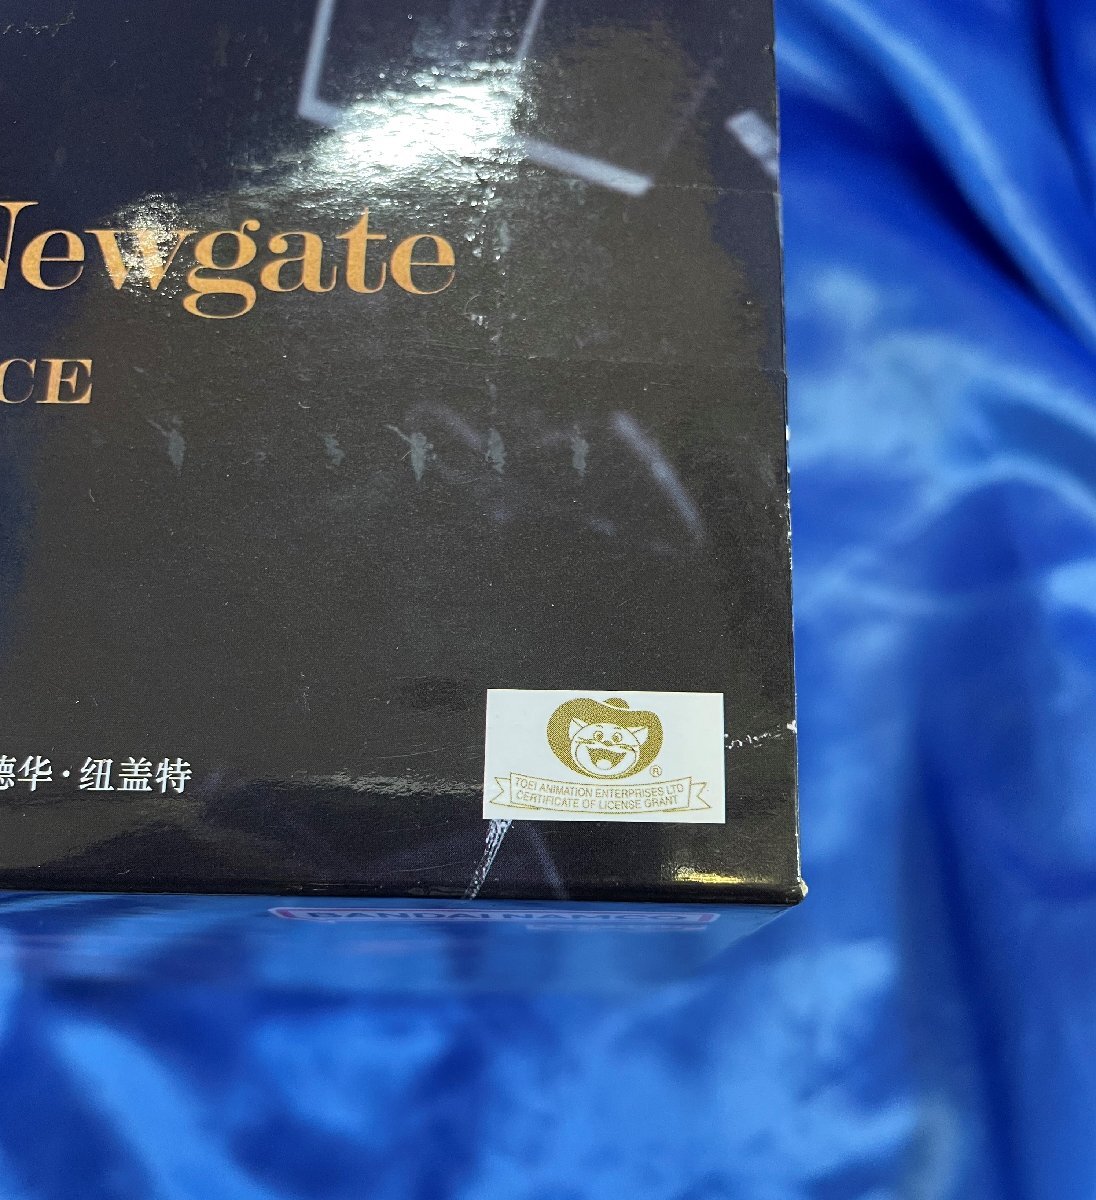 Newgate
CE
德华·纽盖特
®
TOEI ANIMATION ENTERPRISES LTD
CERTIFICATE OF LICENSE GRANT
BANDAI NAMCO